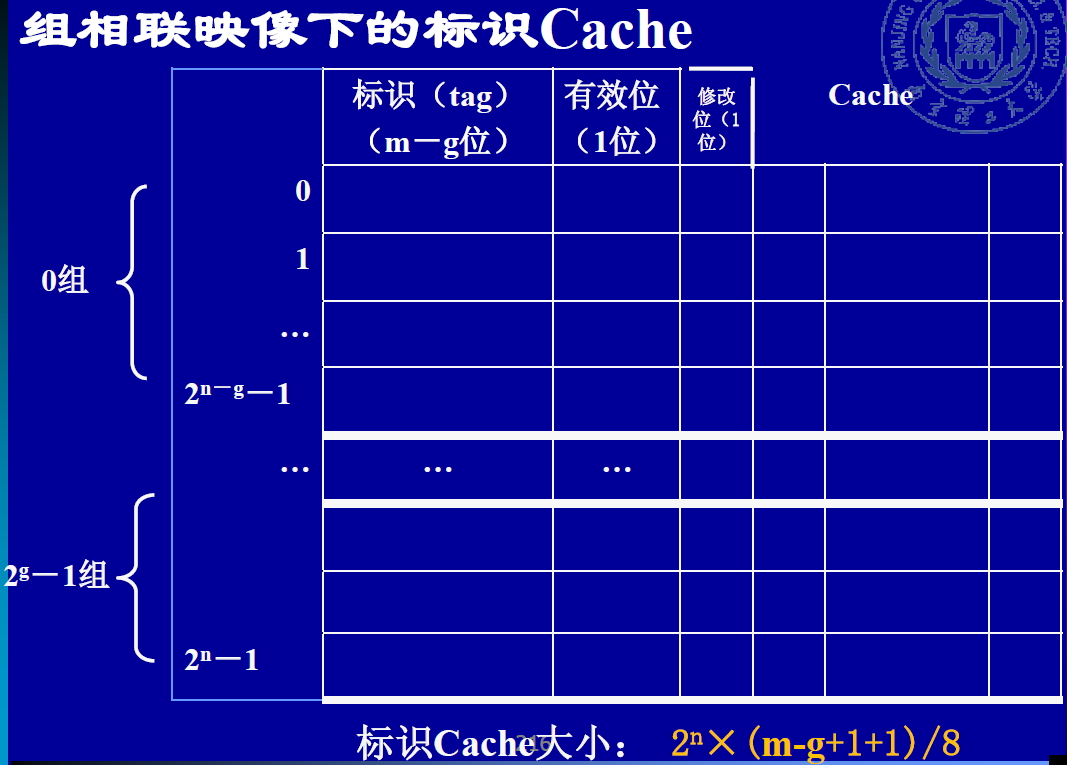 组相联映像下的标识Cache
标识（tag）
（m－g位）
有效位
（1位）
修改
位（1
位）
Cache
0
1
…
2ⁿ⁻ᵍ－1
0组
… … …
2ᵍ－1组
2ⁿ－1
标识Cache大小： 2ⁿ×(m-g+1+1)/8